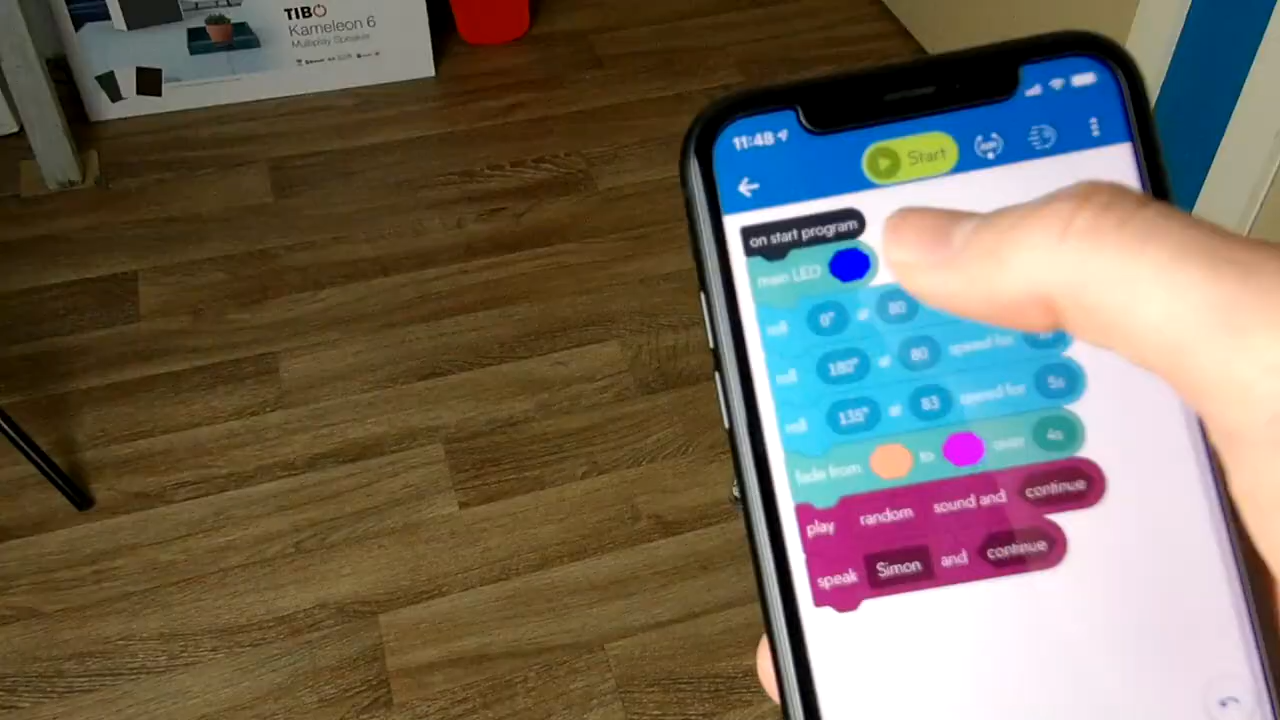 TIBO
Kameleon 6
Multiplay Speaker
11:48
Start
on start program
main LED
roll 0° at 80
roll 180° at 80 speed for
roll 135° at 83 speed for 5s
fade from to over 4s
play random sound and continue
speak Simon and continue